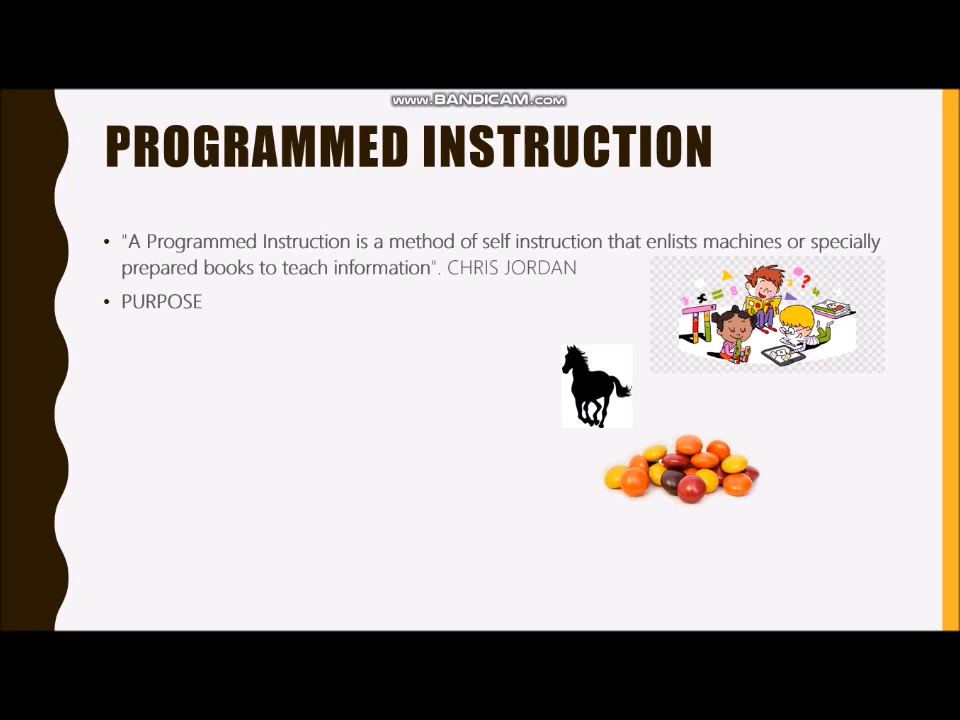 www.BANDICAM.com
PROGRAMMED INSTRUCTION
• "A Programmed Instruction is a method of self instruction that enlists machines or specially
prepared books to teach information". CHRIS JORDAN
• PURPOSE